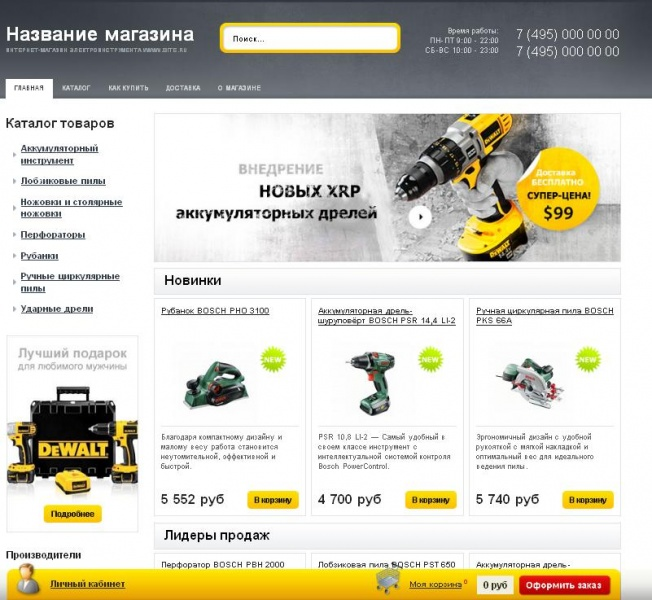 Название магазина
ИНТЕРНЕТ-МАГАЗИН ЭЛЕКТРОИНСТРУМЕНТА
Поиск...
Время работы:
ПН-ПТ 9:00 - 22:00
СБ-ВС 10:00 - 23:00
7 (495) 000 00 00
7 (495) 000 00 00
ГЛАВНАЯ КАТАЛОГ КАК КУПИТЬ ДОСТАВКА О МАГАЗИНЕ
Каталог товаров
Аккумуляторный
инструмент
Лобзиковые пилы
Ножовки и столярные
ножовки
Перфораторы
Рубанки
Ручные циркулярные
пилы
Ударные дрели
Лучший подарок
для любимого мужчины
DEWALT
Подробнее
Производители
ВНЕДРЕНИЕ
НОВЫХ XRP
аккумуляторных дрелей
DEWALT
Доставка
БЕСПЛАТНО
СУПЕР-ЦЕНА!
$99
DEWALT
Новинки
Рубанок BOSCH PHO 3100
NEW
Благодаря компактному дизайну и
малому весу работа становится
неутомительной, эффективной и
быстрой.
5 552 руб
В корзину
Аккумуляторная дрель-
шуруповёрт BOSCH PSR 14,4 LI-2
NEW
PSR 10,8 LI-2 — Самый удобный в
своем классе инструмент с
интеллектуальной системой контроля
Bosch PowerControl.
4 700 руб
В корзину
Ручная циркулярная пила BOSCH
PKS 66A
NEW
Эргономичный дизайн с удобной
рукояткой с мягкой накладкой и
оптимальный вес для идеального
ведения пилы.
5 740 руб
В корзину
Лидеры продаж
Перфоратор BOSCH PBH 2000
Лобзиковая пила BOSCH PST 650
Аккумуляторная дрель-
Личный кабинет
Моя корзина 0
0 руб
Оформить заказ